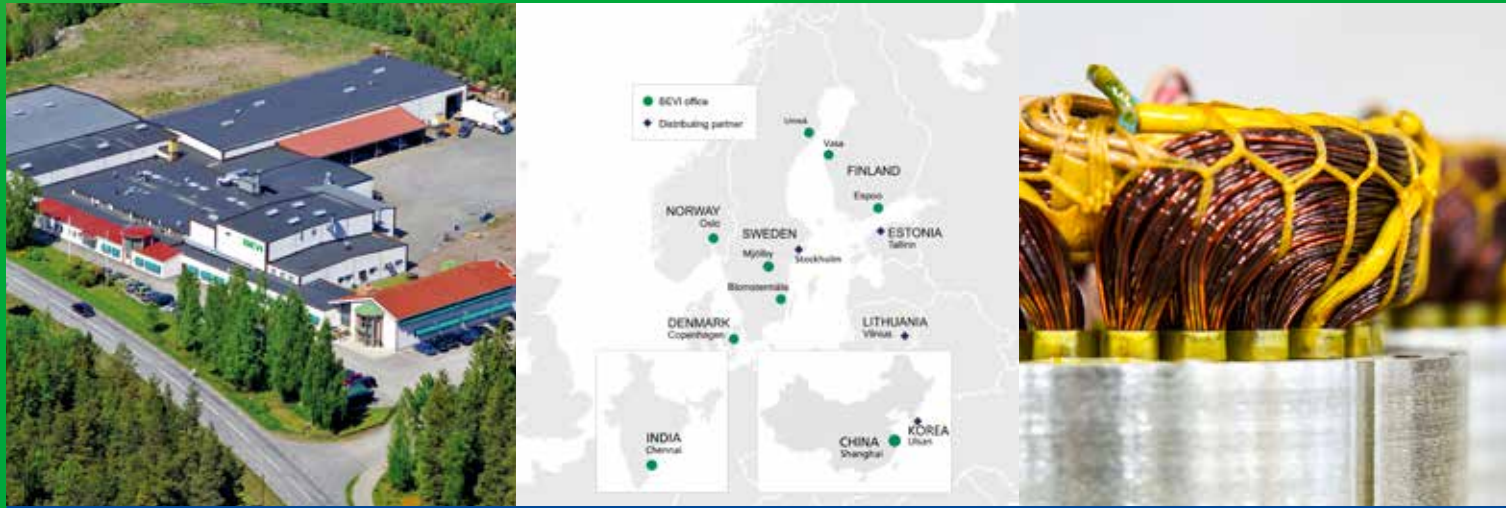 BEVI
BEVI office
Distributing partner
Umeå
Vasa
FINLAND
Espoo
NORWAY
Oslo
SWEDEN
ESTONIA
Tallinn
Stockholm
Mjölby
Blomstermåla
DENMARK
Copenhagen
LITHUANIA
Vilnius
INDIA
Chennai
KOREA
Ulsan
CHINA
Shanghai